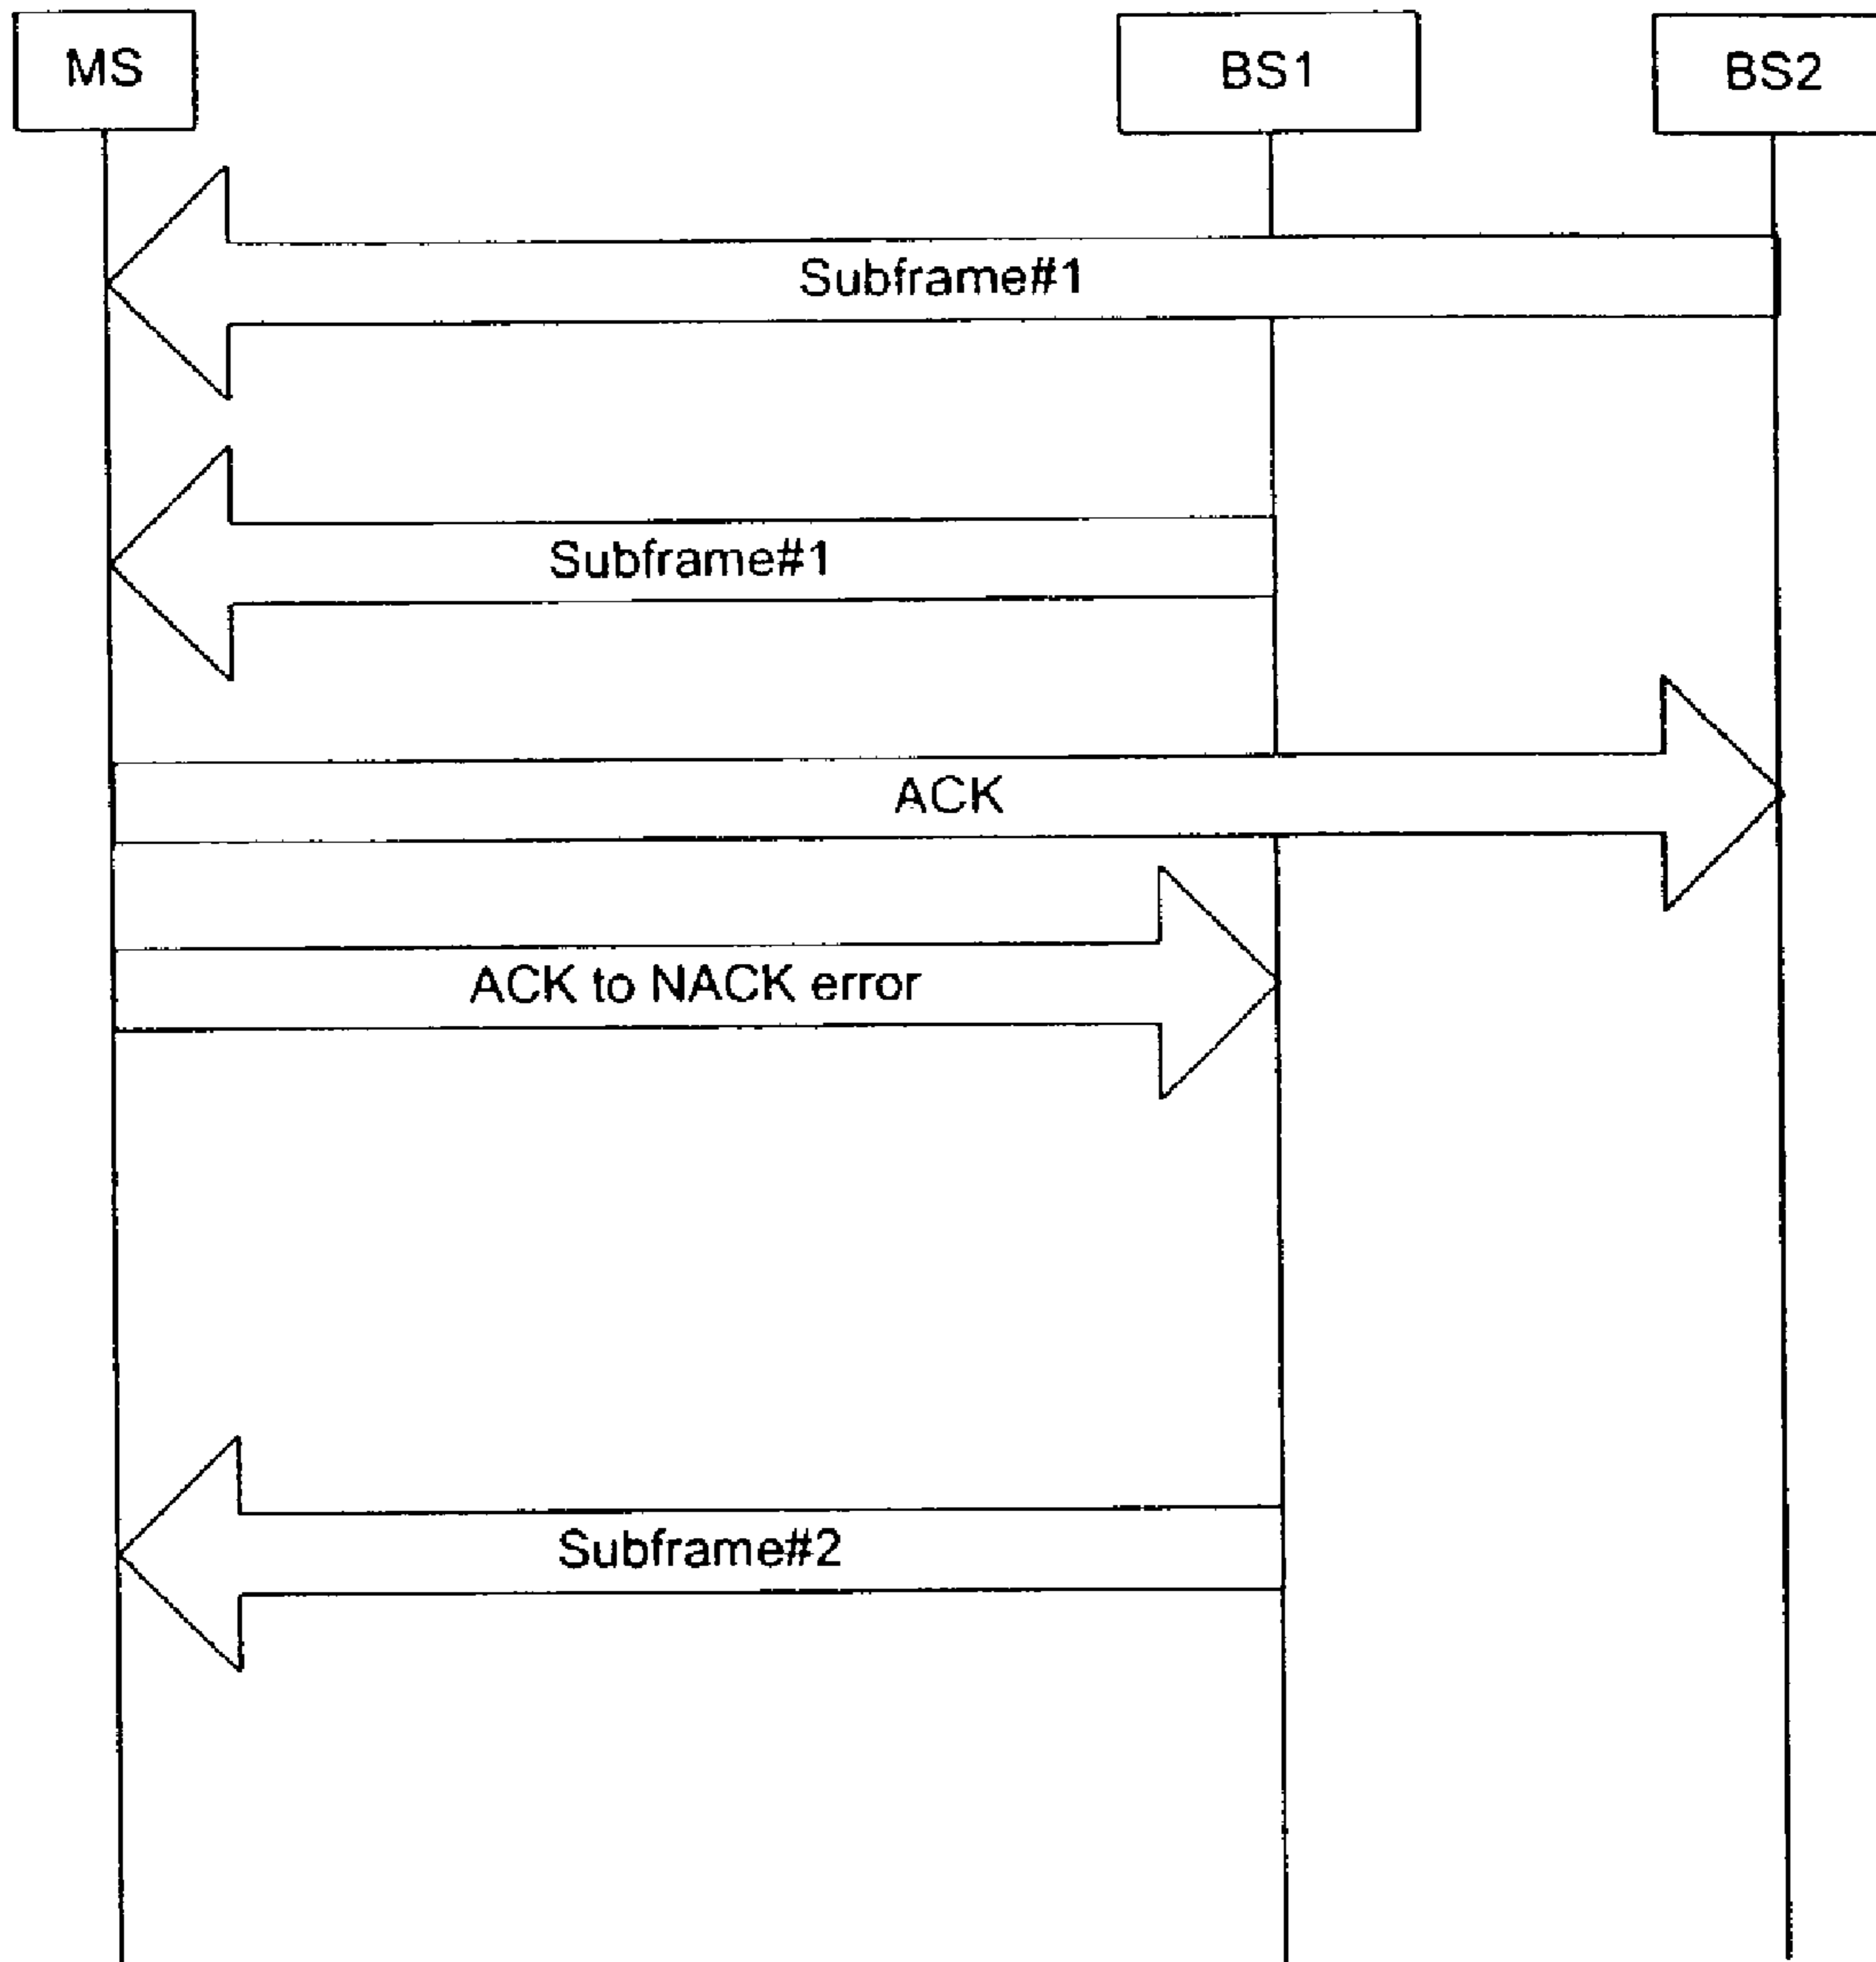 MS
BS1
BS2
Subframe#1
Subframe#1
ACK
ACK to NACK error
Subframe#2